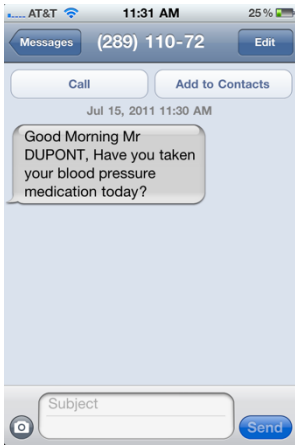 AT&T 11:31 AM 25%
Messages (289) 110-72 Edit
Call Add to Contacts
Jul 15, 2011 11:30 AM
Good Morning Mr
DUPONT, Have you taken
your blood pressure
medication today?
Subject
Send